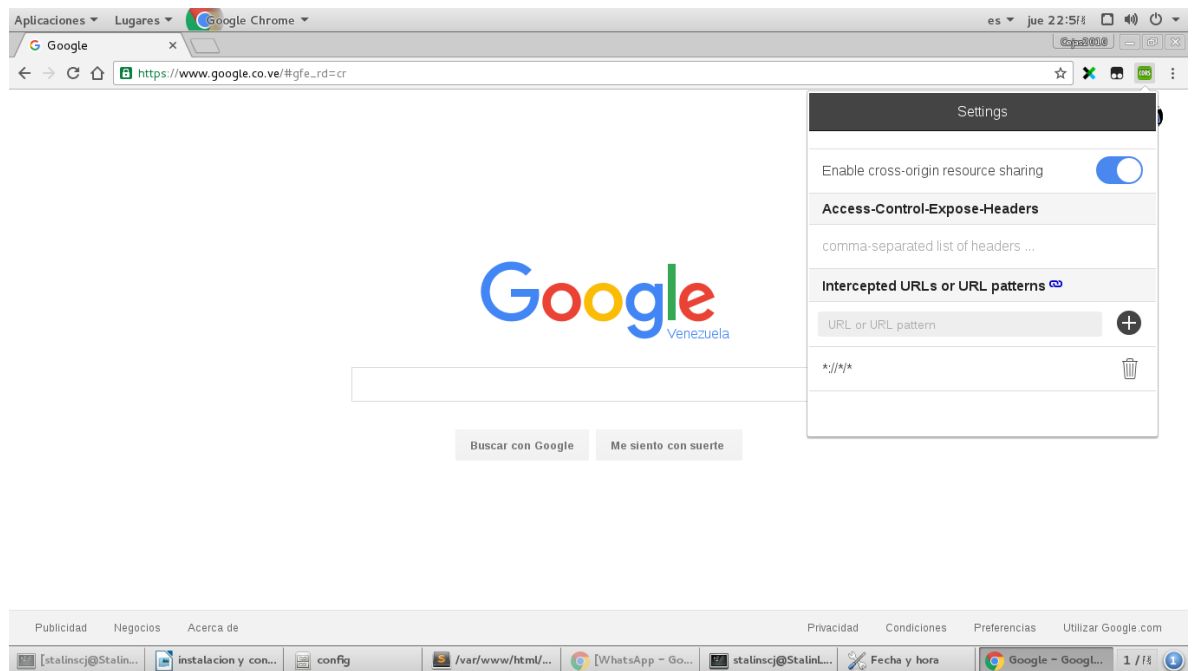 Aplicaciones Lugares Google Chrome es jue 22:5
Google
https://www.google.co.ve/#gfe_rd=cr
CORS
Settings
Enable cross-origin resource sharing
Access-Control-Expose-Headers
comma-separated list of headers ...
Intercepted URLs or URL patterns
URL or URL pattern
*://*/*
Google
Venezuela
Buscar con Google Me siento con suerte
Publicidad Negocios Acerca de Privacidad Condiciones Preferencias Utilizar Google.com
[stalinscj@Stalin... instalacion y con... config /var/www/html/... [WhatsApp - Go... stalinscj@StalinL... Fecha y hora Google - Googl... 1 / 1